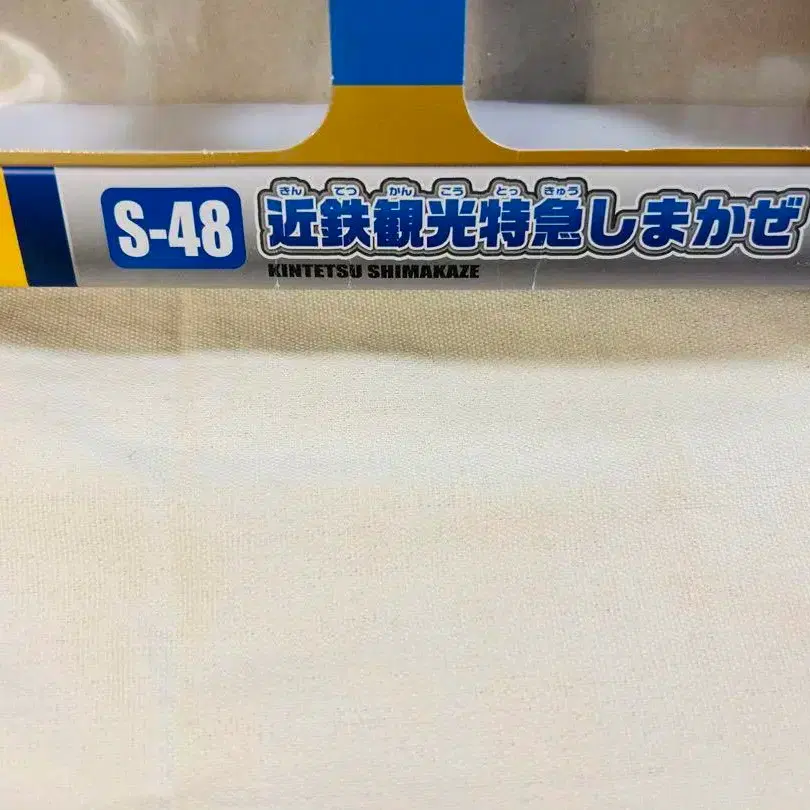 S-48
きん てつ かん こう とっ きゅう
近鉄観光特急しまかぜ
KINTETSU SHIMAKAZE